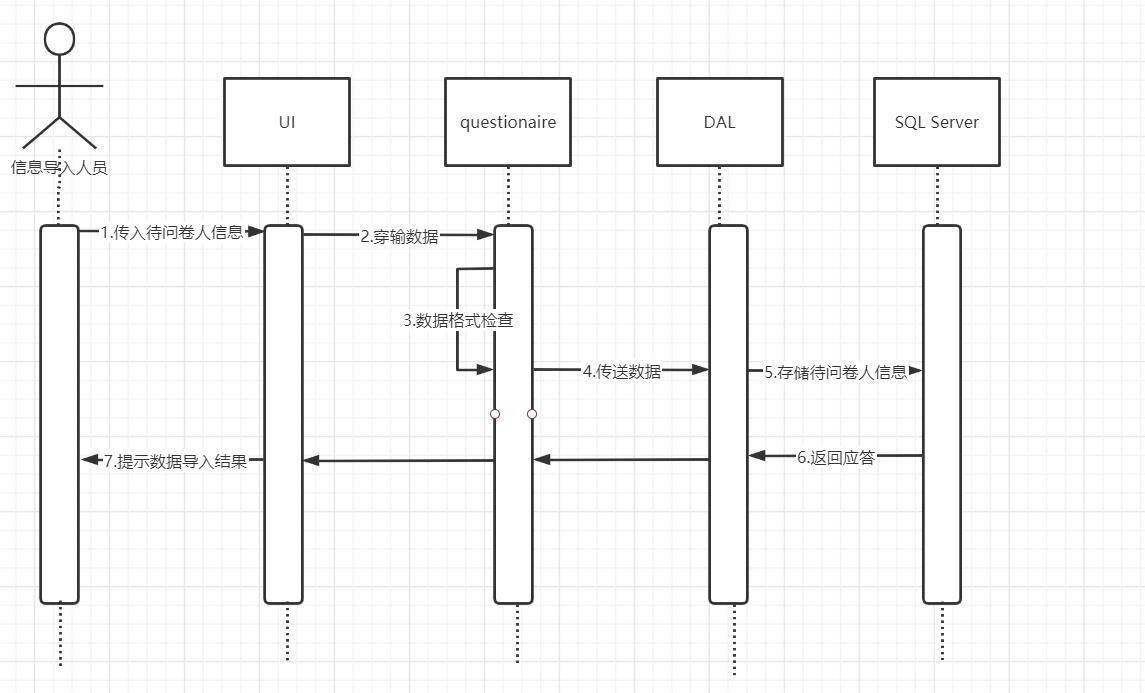 信息导入人员
UI
questionaire
DAL
SQL Server
1.传入待问卷人信息
2.穿输数据
3.数据格式检查
4.传送数据
5.存储待问卷人信息
6.返回应答
7.提示数据导入结果